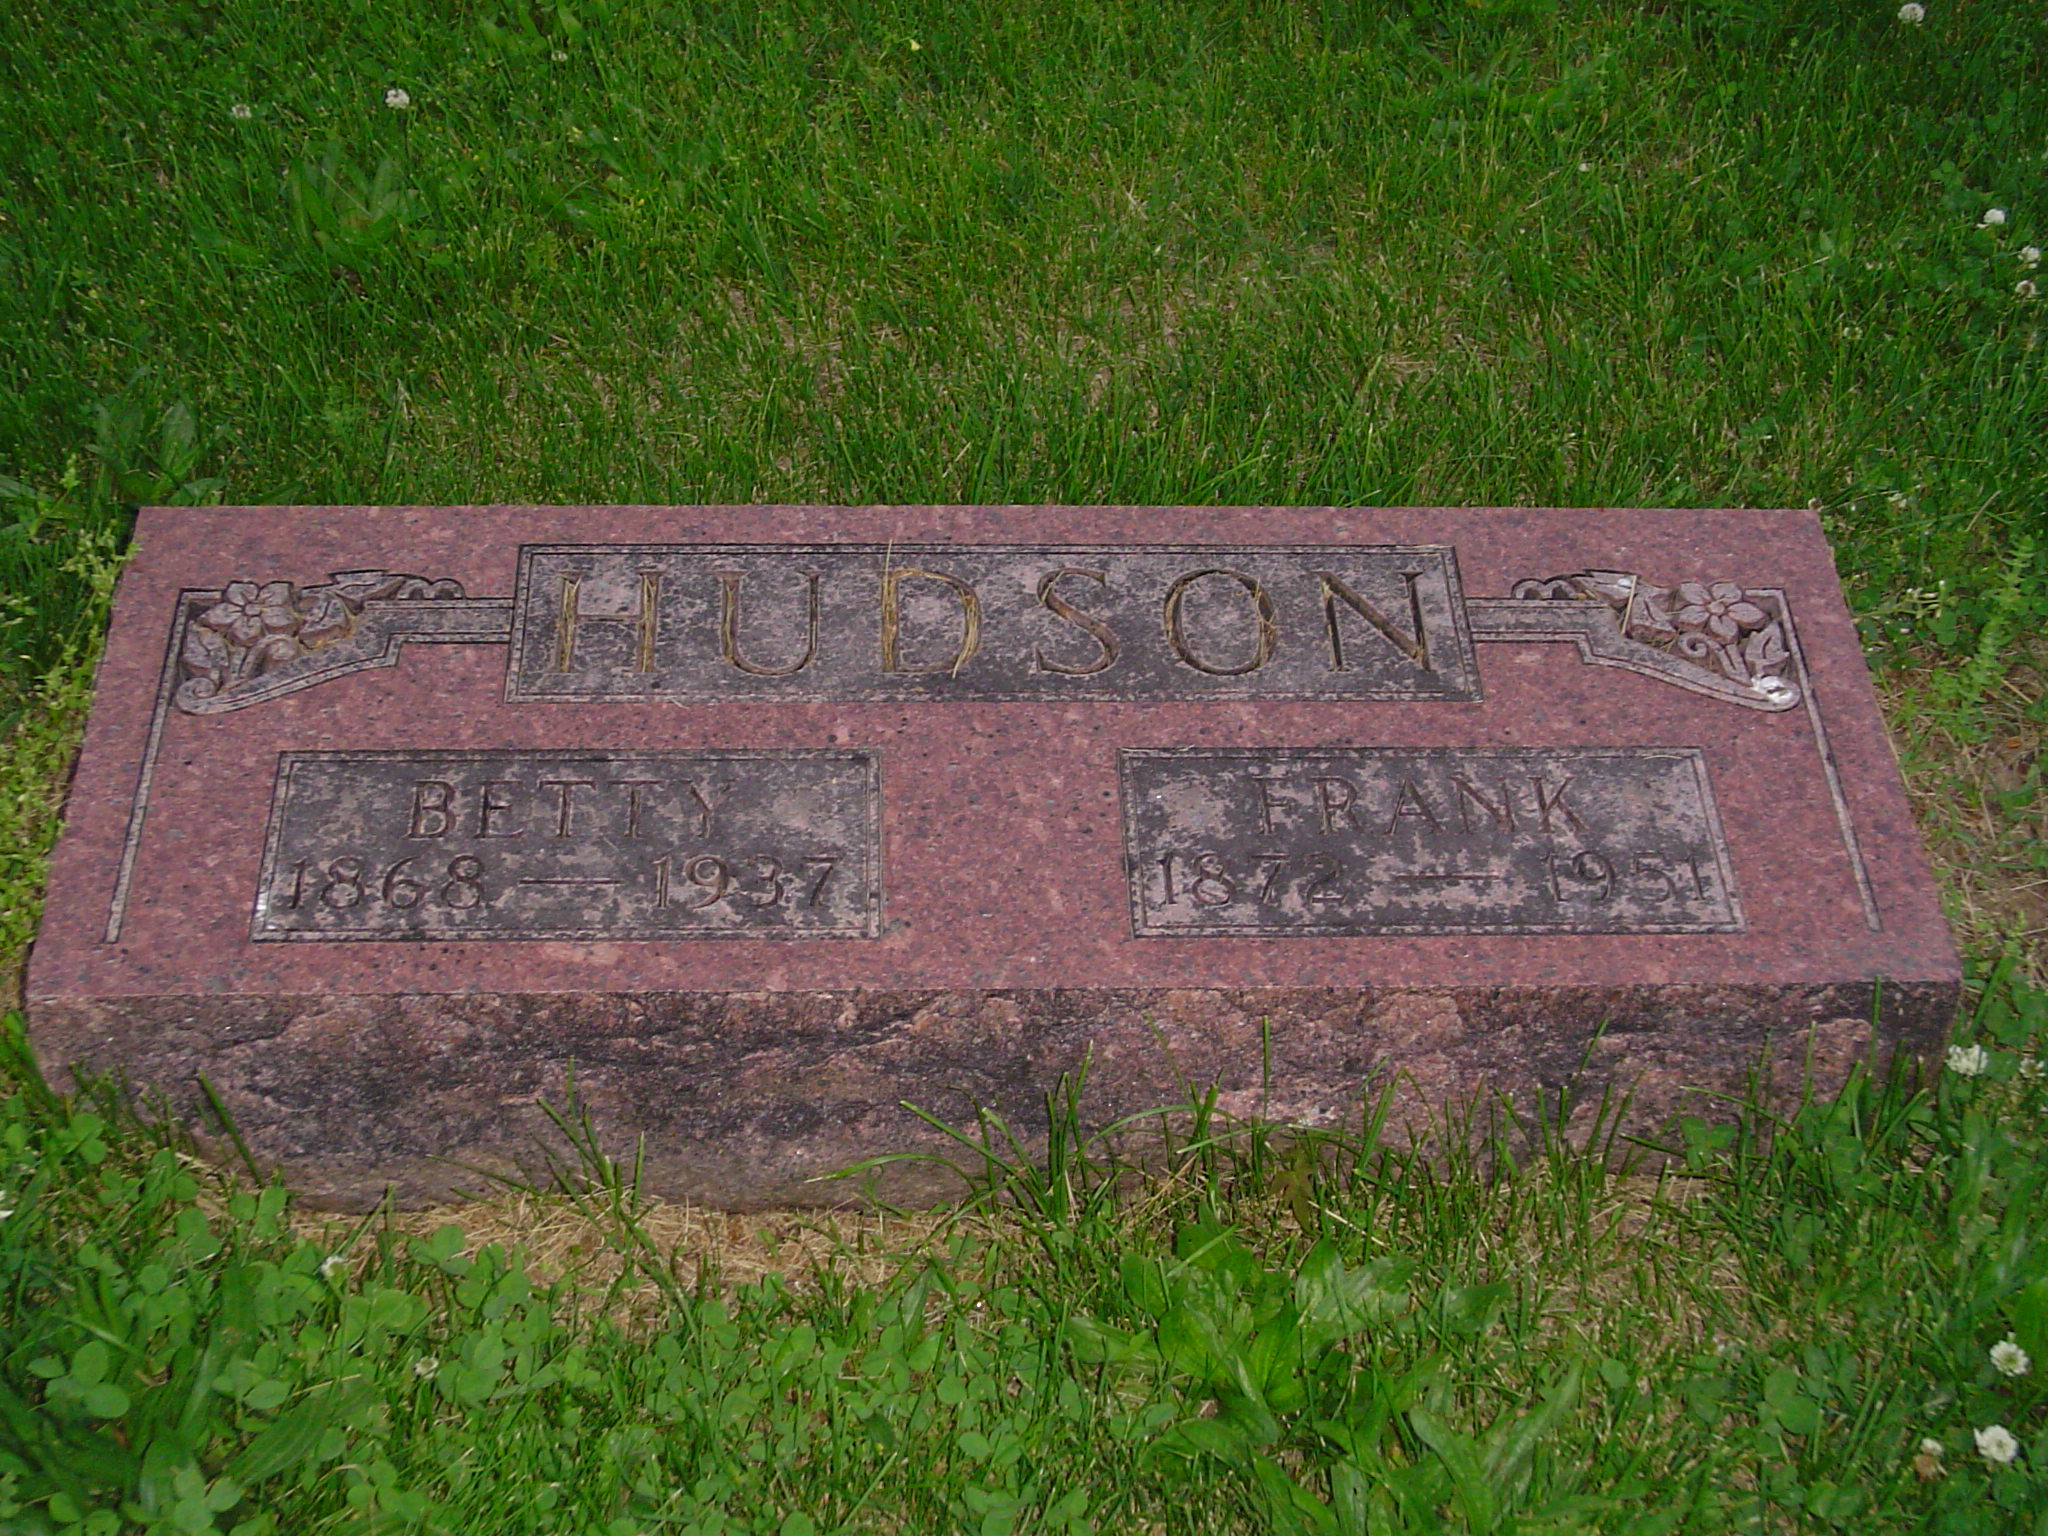 HUDSON
BETTY
1868 — 1937
FRANK
1872 — 1951